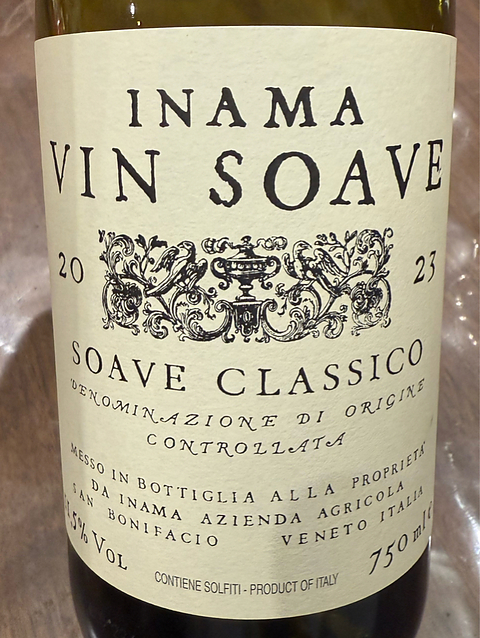 INAMA
VIN SOAVE
20 23
SOAVE CLASSICO
DENOMINAZIONE DI ORIGINE
CONTROLLATA
MESSO IN BOTTIGLIA ALLA PROPRIETA'
DA INAMA AZIENDA AGRICOLA
SAN BONIFACIO VENETO ITALIA
VOL 750 ml
CONTIENE SOLFITI - PRODUCT OF ITALY